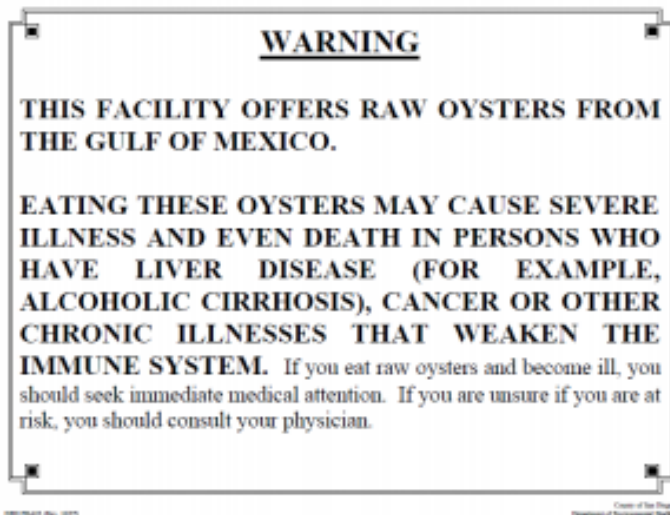 WARNING
THIS FACILITY OFFERS RAW OYSTERS FROM
THE GULF OF MEXICO.
EATING THESE OYSTERS MAY CAUSE SEVERE
ILLNESS AND EVEN DEATH IN PERSONS WHO
HAVE LIVER DISEASE (FOR EXAMPLE,
ALCOHOLIC CIRRHOSIS), CANCER OR OTHER
CHRONIC ILLNESSES THAT WEAKEN THE
IMMUNE SYSTEM. If you eat raw oysters and become ill, you
should seek immediate medical attention. If you are unsure if you are at
risk, you should consult your physician.